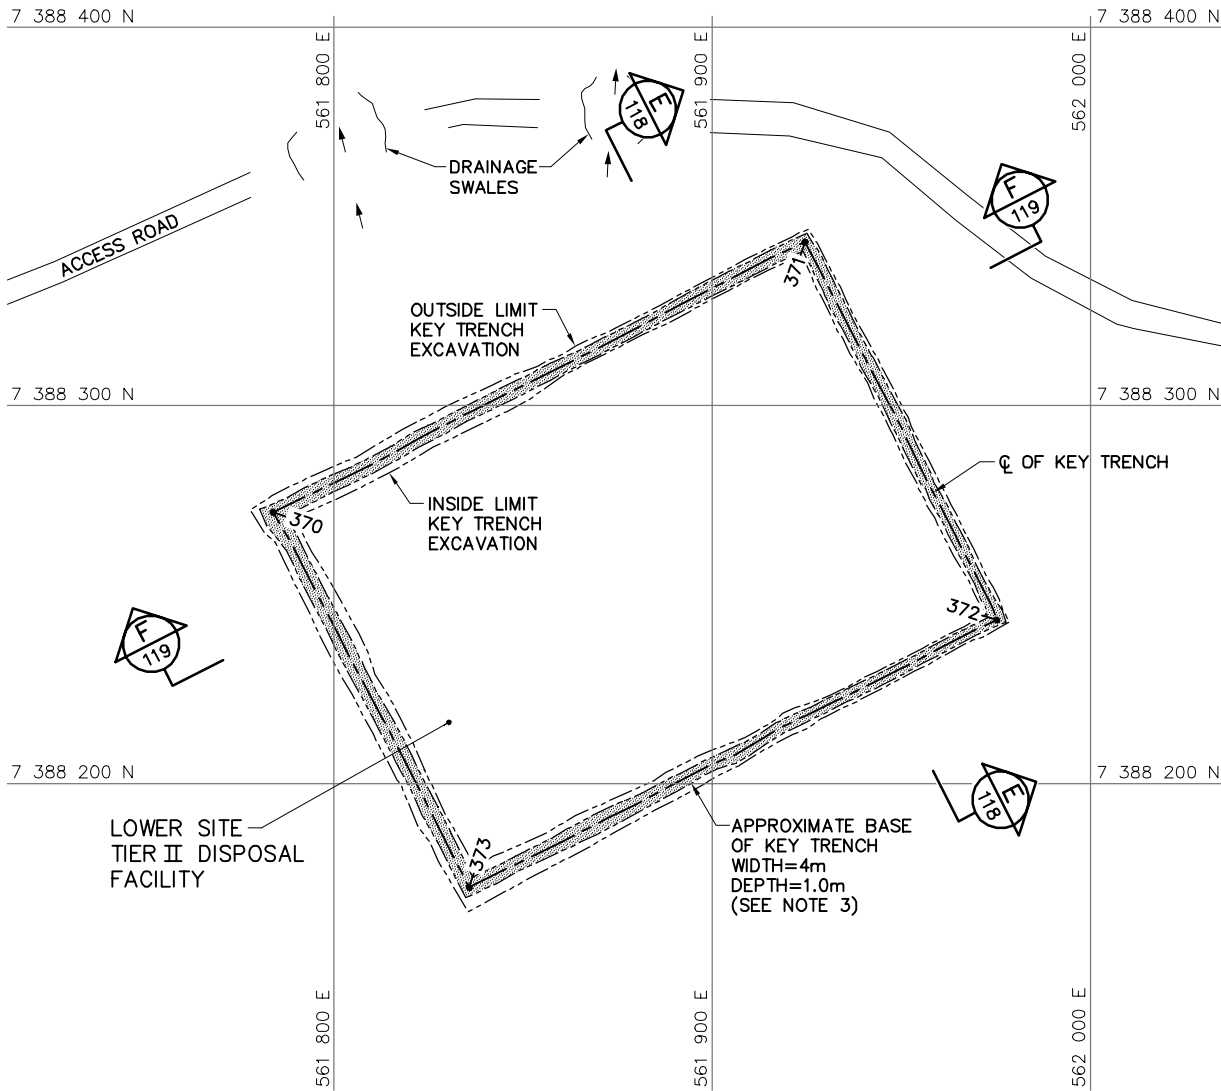 7 388 400 N
7 388 400 N
561 800 E
561 900 E
562 000 E
E
118
DRAINAGE
SWALES
F
119
ACCESS ROAD
371
OUTSIDE LIMIT
KEY TRENCH
EXCAVATION
7 388 300 N
7 388 300 N
℄ OF KEY TRENCH
INSIDE LIMIT
KEY TRENCH
EXCAVATION
370
372
F
119
7 388 200 N
7 388 200 N
E
118
LOWER SITE
TIER II DISPOSAL
FACILITY
373
APPROXIMATE BASE
OF KEY TRENCH
WIDTH=4m
DEPTH=1.0m
(SEE NOTE 3)
561 800 E
561 900 E
562 000 E